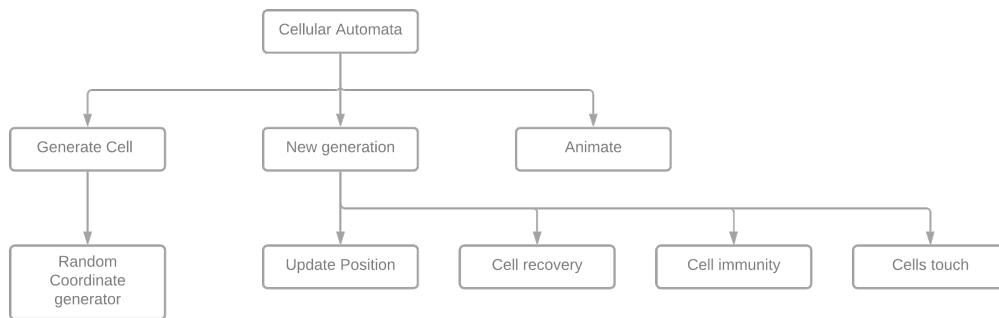 Cellular Automata
Generate Cell
New generation
Animate
Random
Coordinate
generator
Update Position
Cell recovery
Cell immunity
Cells touch